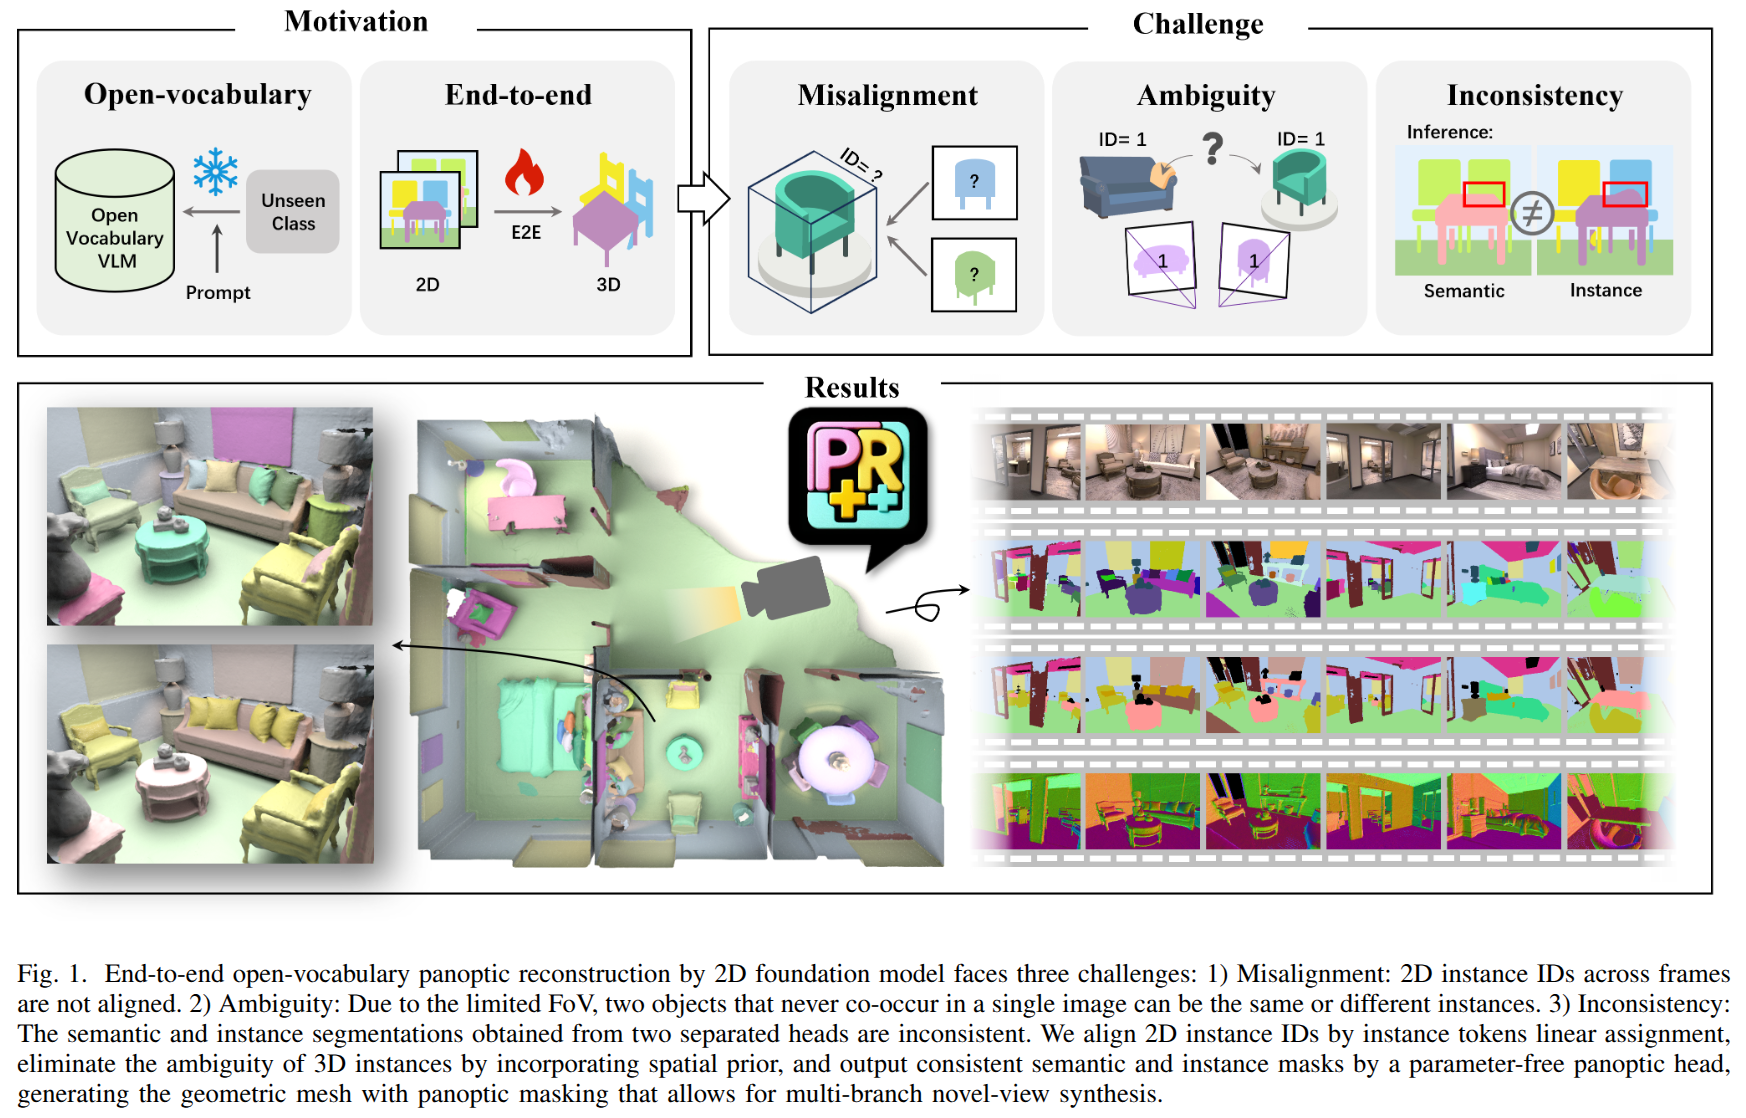 Motivation
Challenge
Open-vocabulary
End-to-end
Misalignment
Ambiguity
Inconsistency
Open
Vocabulary
VLM
Unseen
Class
Prompt
E2E
2D
3D
ID= ?
?
?
ID= 1
?
ID= 1
1
1
Inference:
≠
Semantic
Instance
Results
PR
++
Fig. 1. End-to-end open-vocabulary panoptic reconstruction by 2D foundation model faces three challenges: 1) Misalignment: 2D instance IDs across frames
are not aligned. 2) Ambiguity: Due to the limited FoV, two objects that never co-occur in a single image can be the same or different instances. 3) Inconsistency:
The semantic and instance segmentations obtained from two separated heads are inconsistent. We align 2D instance IDs by instance tokens linear assignment,
eliminate the ambiguity of 3D instances by incorporating spatial prior, and output consistent semantic and instance masks by a parameter-free panoptic head,
generating the geometric mesh with panoptic masking that allows for multi-branch novel-view synthesis.